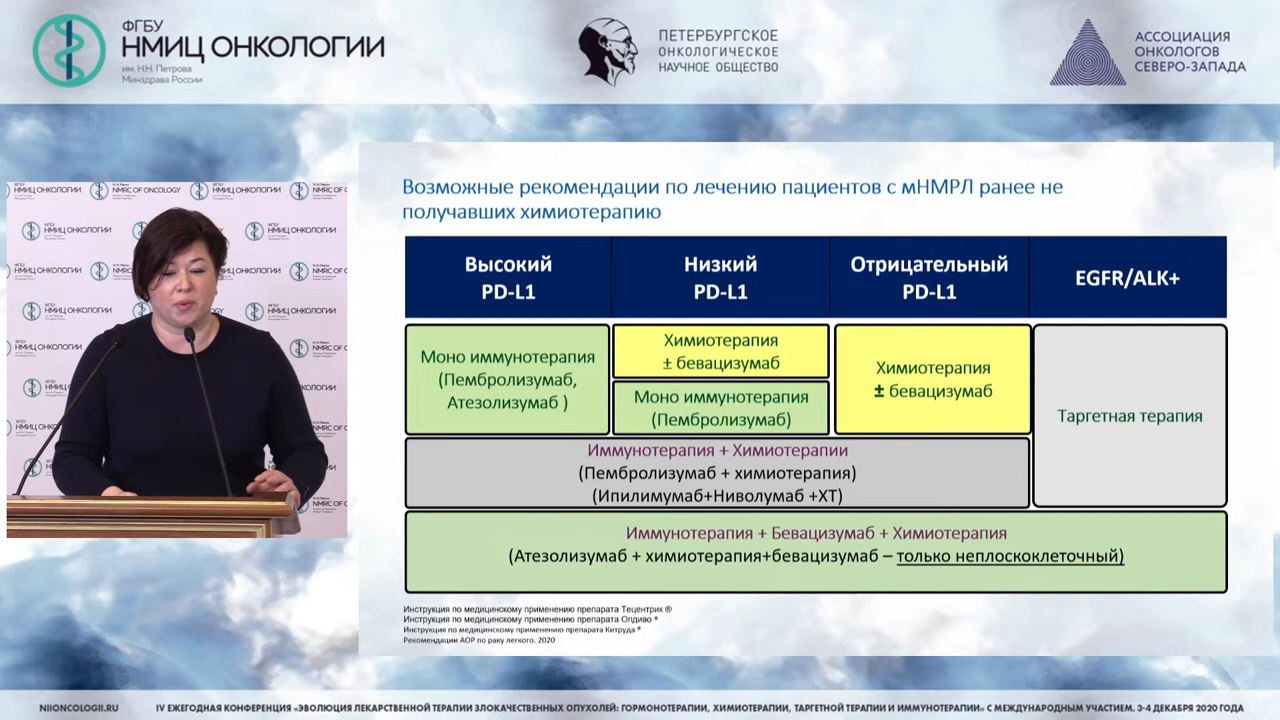 ФГБУ
НМИЦ ОНКОЛОГИИ
им. Н.Н. Петрова
Минздрава России
ПЕТЕРБУРГСКОЕ
ОНКОЛОГИЧЕСКОЕ
НАУЧНОЕ ОБЩЕСТВО
АССОЦИАЦИЯ
ОНКОЛОГОВ
СЕВЕРО-ЗАПАДА
Возможные рекомендации по лечению пациентов с мНМРЛ ранее не
получавших химиотерапию
Высокий
PD-L1
Низкий
PD-L1
Отрицательный
PD-L1
EGFR/ALK+
Моно иммунотерапия
(Пембролизумаб,
Атезолизумаб )
Химиотерапия
± бевацизумаб
Моно иммунотерапия
(Пембролизумаб)
Химиотерапия
± бевацизумаб
Таргетная терапия
Иммунотерапия + Химиотерапии
(Пембролизумаб + химиотерапия)
(Ипилимумаб+Ниволумаб +ХТ)
Иммунотерапия + Бевацизумаб + Химиотерапия
(Атезолизумаб + химиотерапия+бевацизумаб – только неплоскоклеточный)
Инструкция по медицинскому применению препарата Тецентрик ®
Инструкция по медицинскому применению препарата Опдиво ®
Инструкция по медицинскому применению препарата Китруда ®
Рекомендации АОР по раку легкого. 2020
NIIONCOLOGII.RU
IV ЕЖЕГОДНАЯ КОНФЕРЕНЦИЯ «ЭВОЛЮЦИЯ ЛЕКАРСТВЕННОЙ ТЕРАПИИ ЗЛОКАЧЕСТВЕННЫХ ОПУХОЛЕЙ: ГОРМОНОТЕРАПИИ, ХИМИОТЕРАПИИ, ТАРГЕТНОЙ ТЕРАПИИ И ИММУНОТЕРАПИИ» С МЕЖДУНАРОДНЫМ УЧАСТИЕМ. 3-4 ДЕКАБРЯ 2020 ГОДА